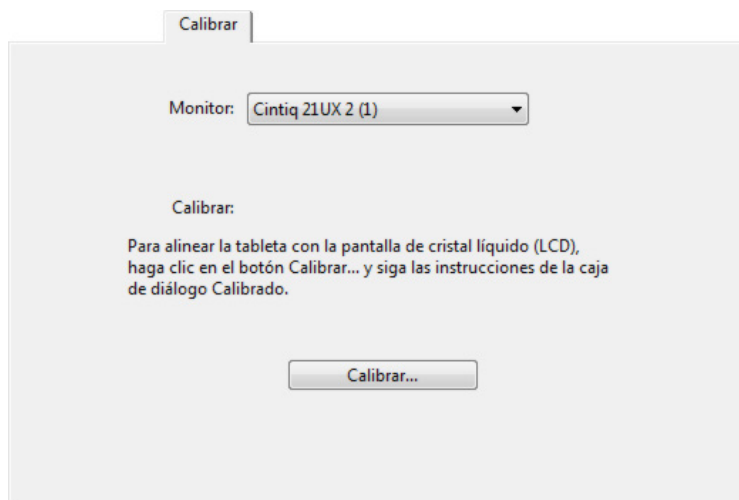 Calibrar
Monitor: Cintiq 21UX 2 (1)
Calibrar:
Para alinear la tableta con la pantalla de cristal líquido (LCD),
haga clic en el botón Calibrar... y siga las instrucciones de la caja
de diálogo Calibrado.
Calibrar...